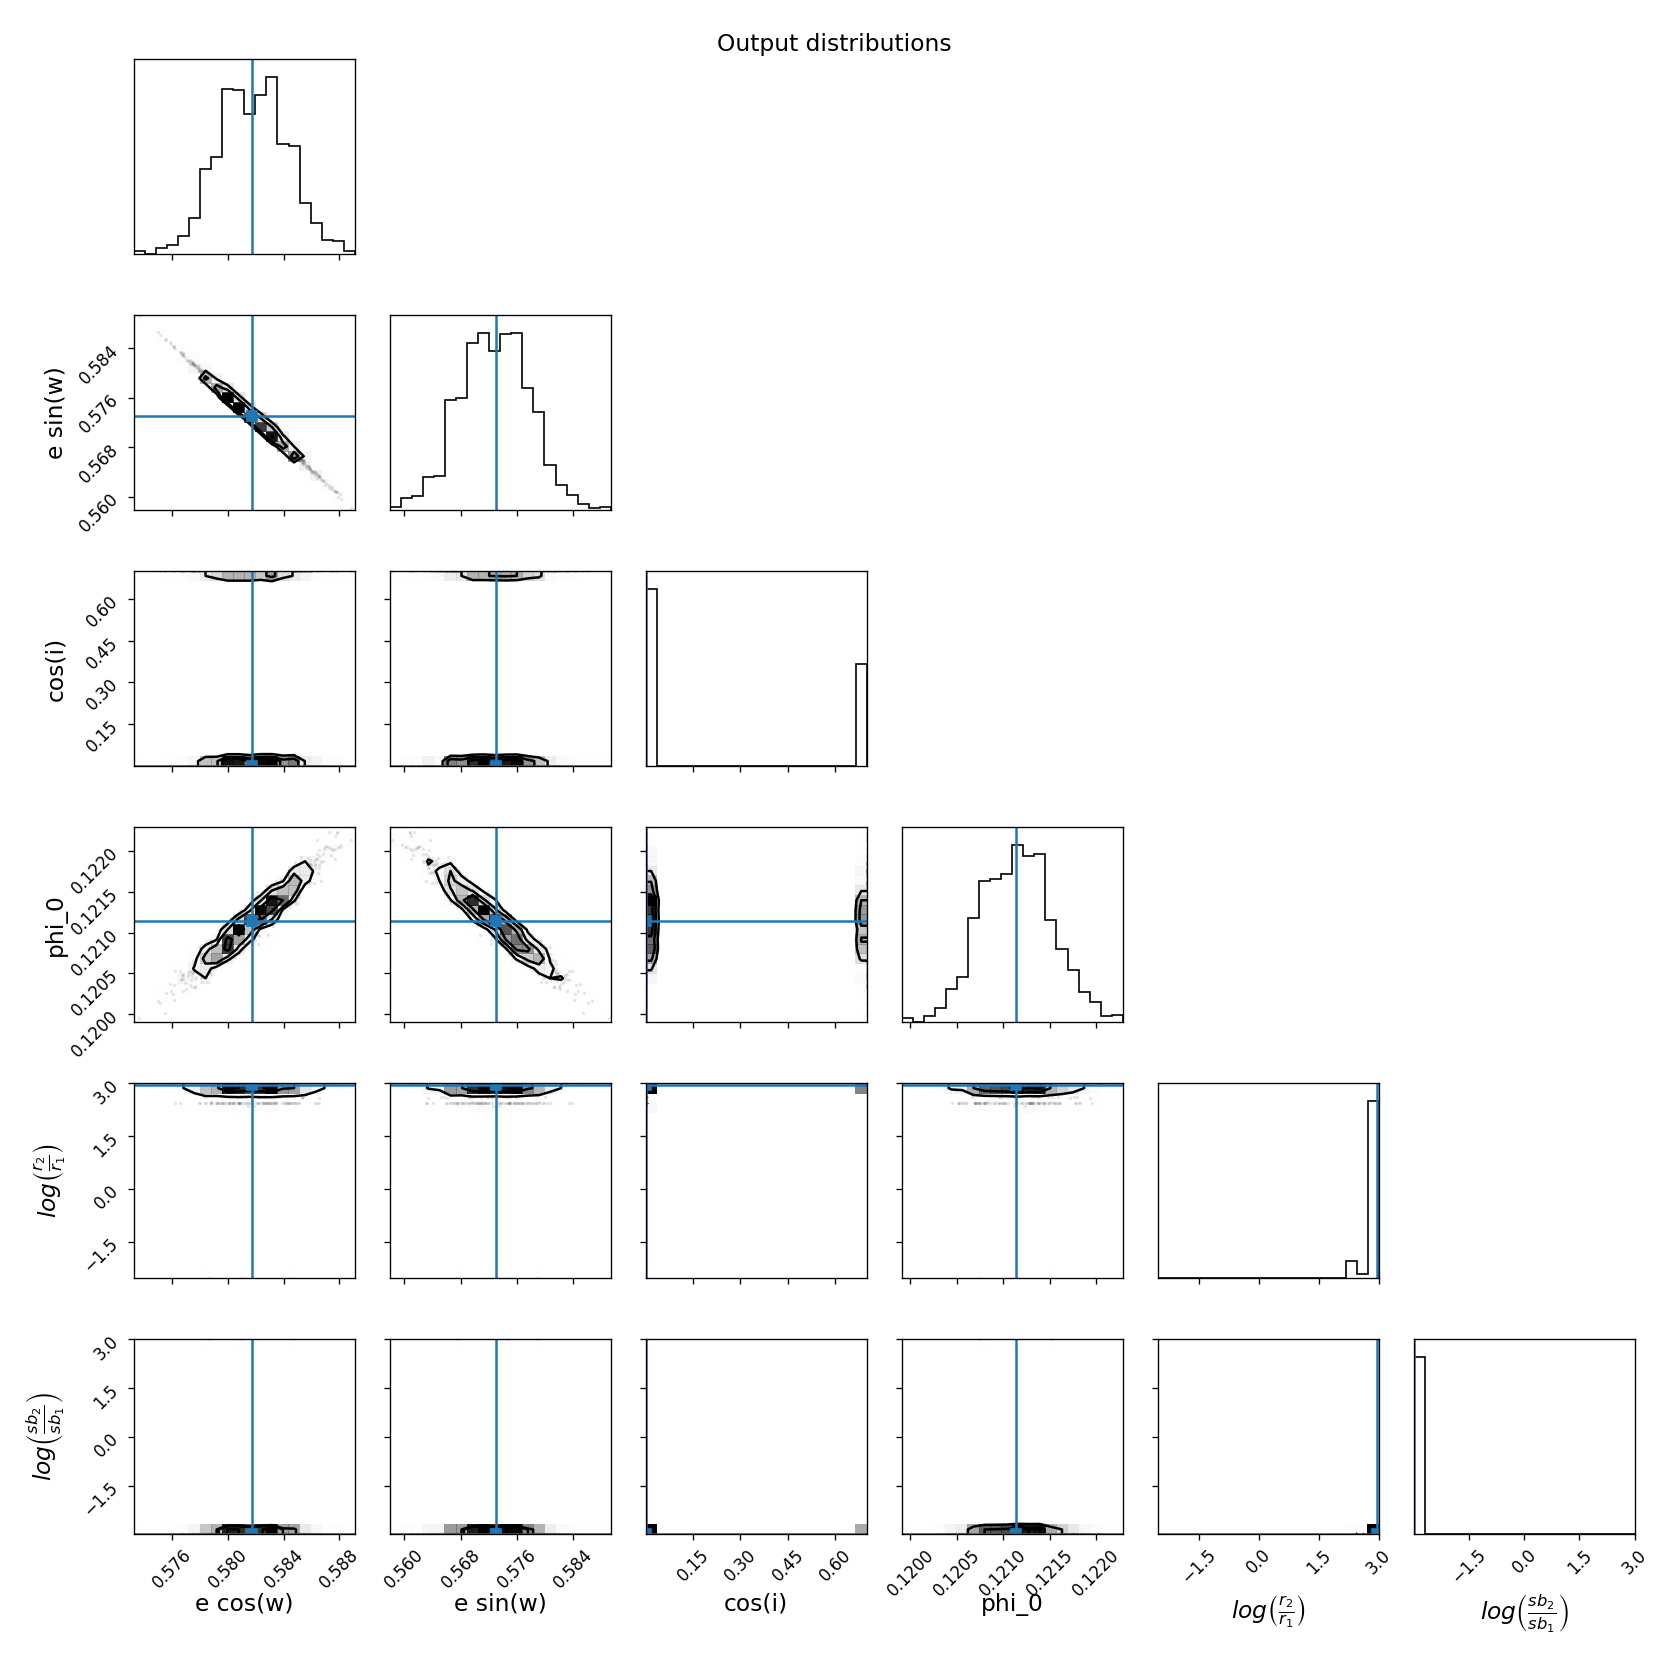 Output distributions
e sin(w)
0.584
0.576
0.568
0.560
cos(i)
0.60
0.45
0.30
0.15
phi_0
0.1220
0.1215
0.1210
0.1205
0.1200
log(r2/r1)
3.0
1.5
0.0
−1.5
log(sb2/sb1)
3.0
1.5
0.0
−1.5
0.576 0.580 0.584 0.588
e cos(w)
0.560 0.568 0.576 0.584
e sin(w)
0.15 0.30 0.45 0.60
cos(i)
0.1200 0.1205 0.1210 0.1215 0.1220
phi_0
−1.5 0.0 1.5 3.0
log(r2/r1)
−1.5 0.0 1.5 3.0
log(sb2/sb1)